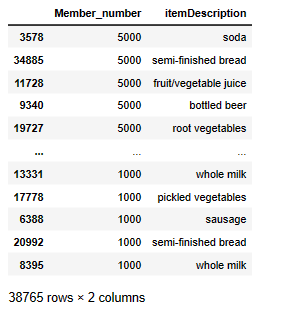 Member_number itemDescription
3578 5000 soda
34885 5000 semi-finished bread
11728 5000 fruit/vegetable juice
9340 5000 bottled beer
19727 5000 root vegetables
... ... ...
13331 1000 whole milk
17778 1000 pickled vegetables
6388 1000 sausage
20992 1000 semi-finished bread
8395 1000 whole milk
38765 rows × 2 columns